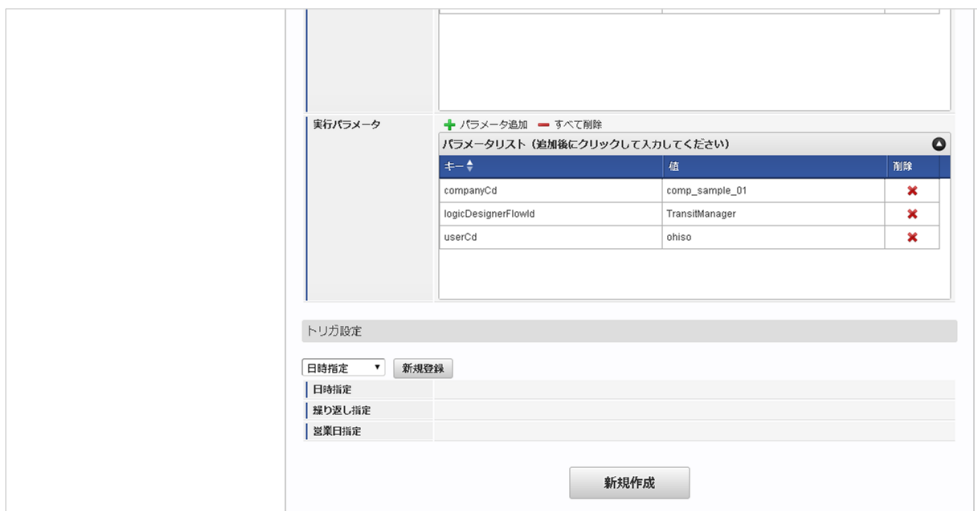 実行パラメータ
パラメータ追加 すべて削除
パラメータリスト（追加後にクリックして入力してください）
キー 値 削除
companyCd comp_sample_01
logicDesignerFlowId TransitManager
userCd ohiso
トリガ設定
日時指定 新規登録
日時指定
繰り返し指定
営業日指定
新規作成